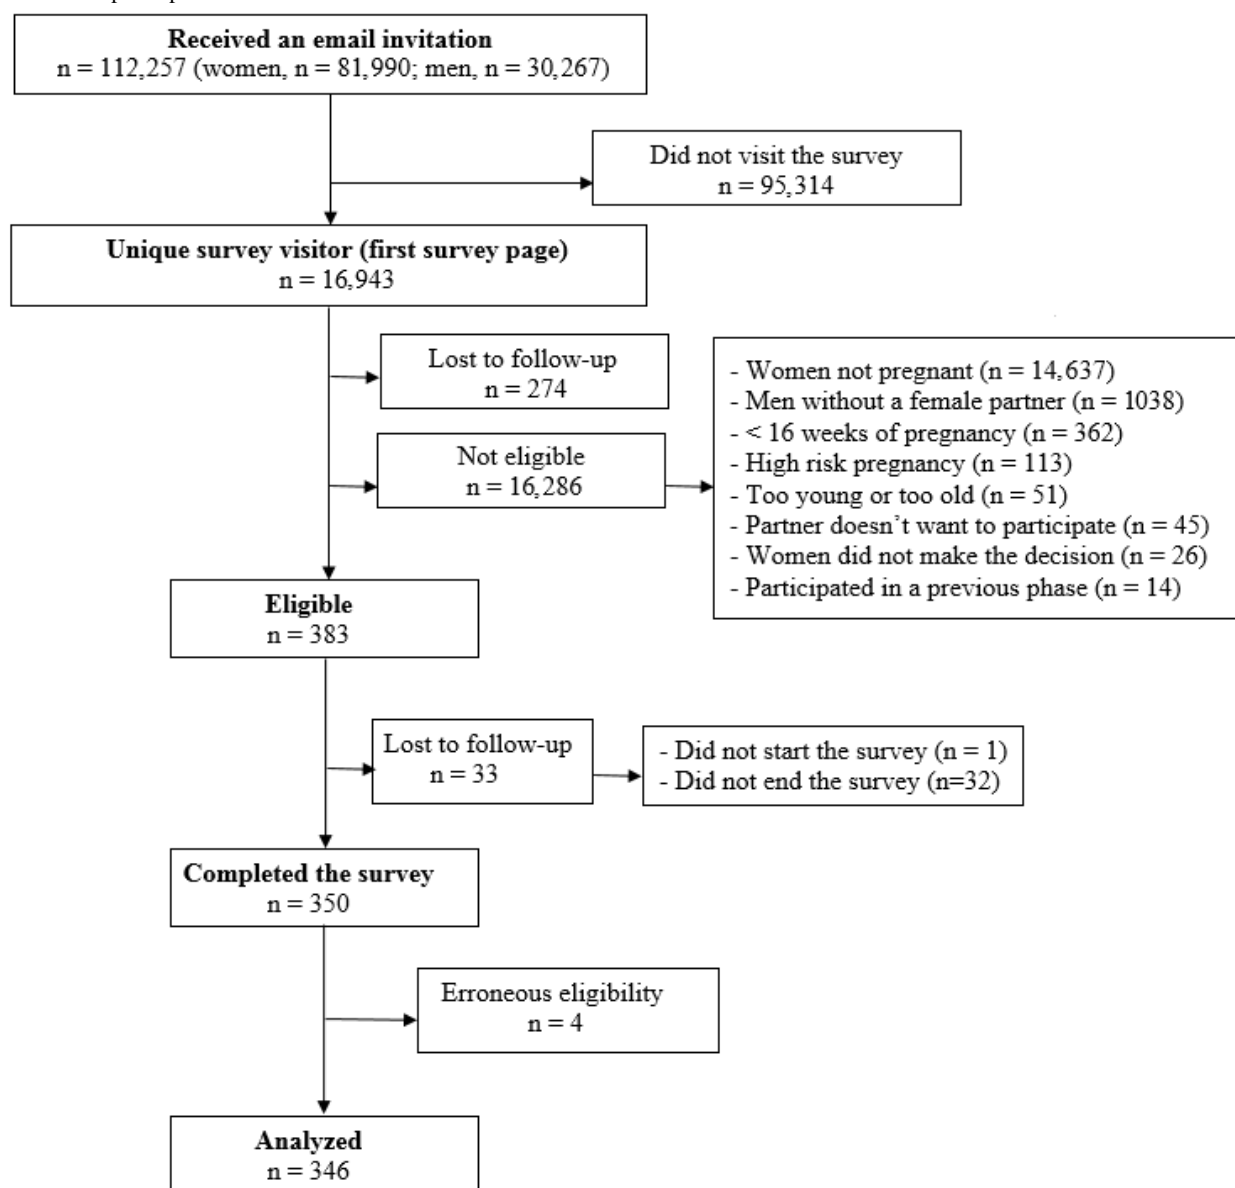 Received an email invitation
n = 112,257 (women, n = 81,990; men, n = 30,267)
Did not visit the survey
n = 95,314
Unique survey visitor (first survey page)
n = 16,943
Lost to follow-up
n = 274
Not eligible
n = 16,286
- Women not pregnant (n = 14,637)
- Men without a female partner (n = 1038)
- < 16 weeks of pregnancy (n = 362)
- High risk pregnancy (n = 113)
- Too young or too old (n = 51)
- Partner doesn’t want to participate (n = 45)
- Women did not make the decision (n = 26)
- Participated in a previous phase (n = 14)
Eligible
n = 383
Lost to follow-up
n = 33
- Did not start the survey (n = 1)
- Did not end the survey (n=32)
Completed the survey
n = 350
Erroneous eligibility
n = 4
Analyzed
n = 346